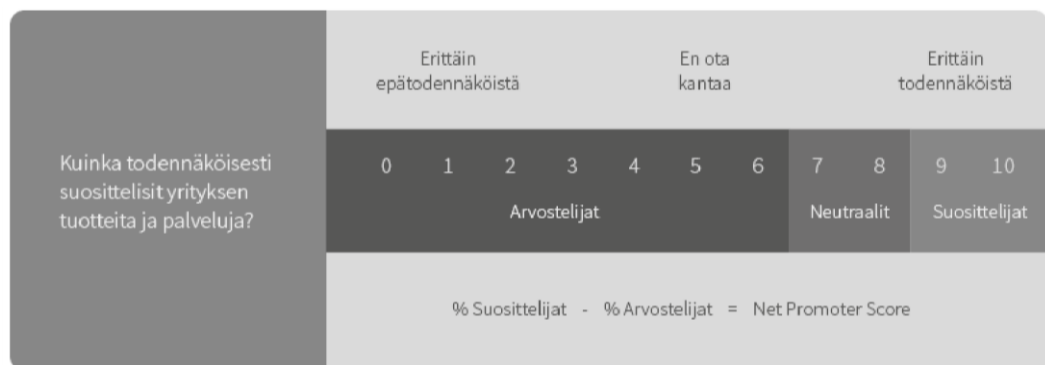 Kuinka todennäköisesti
suosittelisit yrityksen
tuotteita ja palveluja?
Erittäin
epätodennäköistä
En ota
kantaa
Erittäin
todennäköistä
0 1 2 3 4 5 6 7 8 9 10
Arvostelijat Neutraalit Suosittelijat
% Suosittelijat - % Arvostelijat = Net Promoter Score